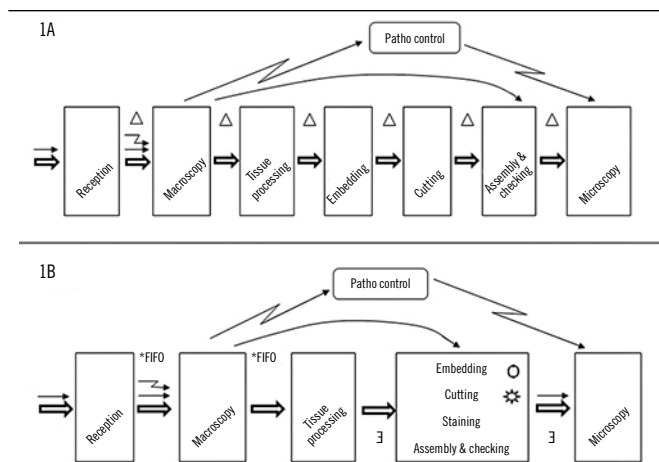 1A
Patho control
Reception
Macroscopy
Tissue
processing
Embedding
Cutting
Assembly &
checking
Microscopy
1B
Patho control
*FIFO
*FIFO
Reception
Macroscopy
Tissue
processing
Embedding
Cutting
Staining
Assembly & checking
Microscopy